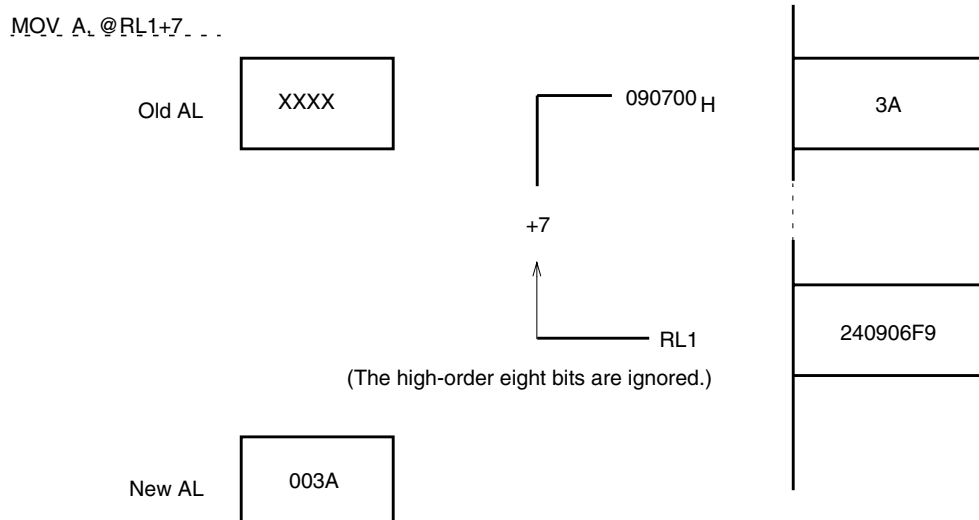 MOV A, @RL1+7
Old AL
XXXX
090700 H
3A
+7
RL1
240906F9
(The high-order eight bits are ignored.)
New AL
003A